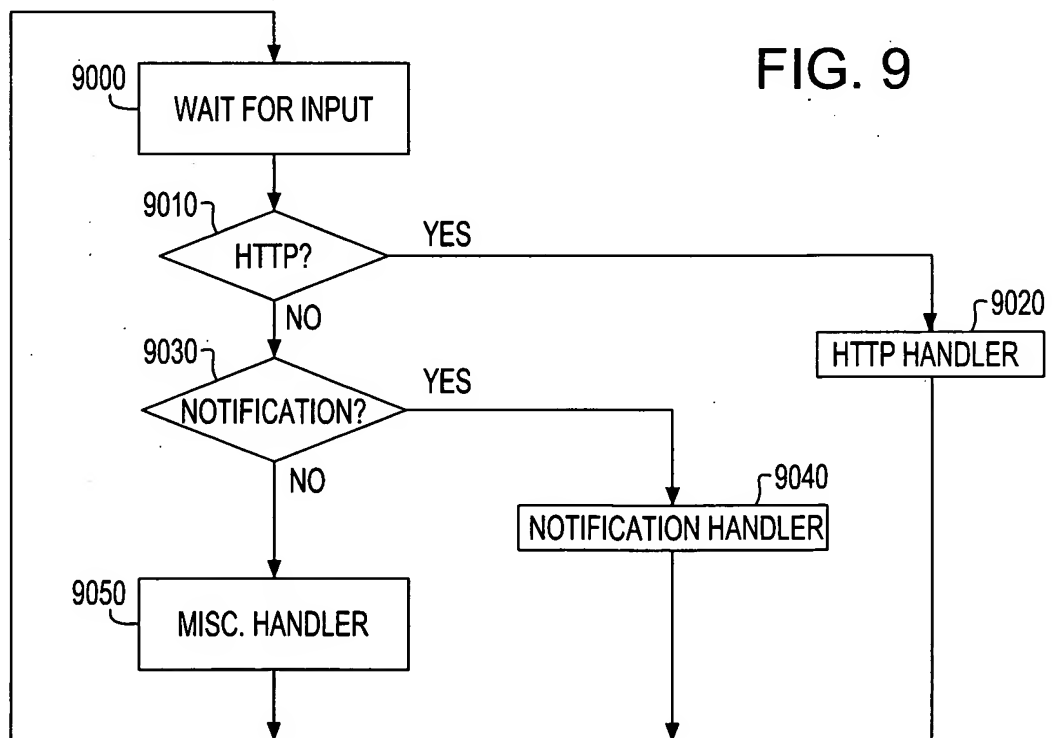 FIG. 9
9000
WAIT FOR INPUT
9010
HTTP?
YES
NO
9020
HTTP HANDLER
9030
NOTIFICATION?
YES
NO
9040
NOTIFICATION HANDLER
9050
MISC. HANDLER